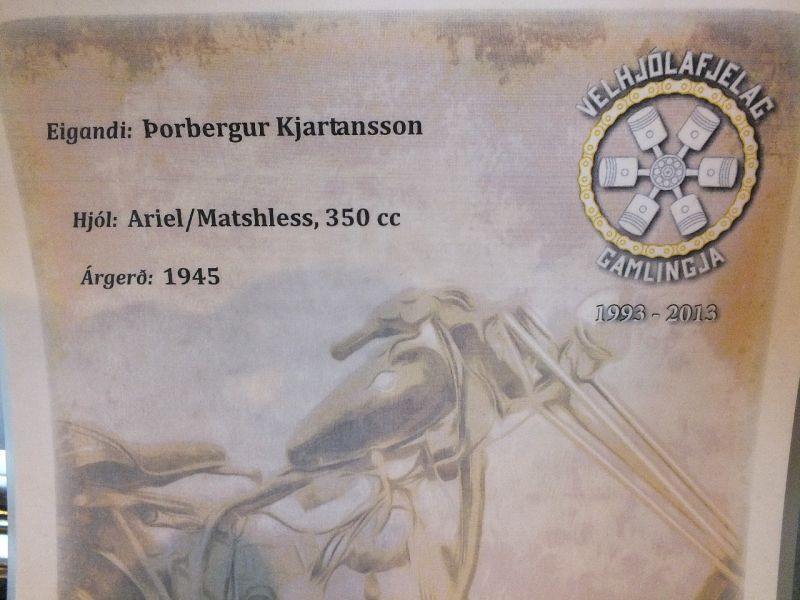 VELHJÓLAFJELAG
Eigandi: Þorbergur Kjartansson
Hjól: Ariel/Matshless, 350 cc
GAMLINGJA
Árgerð: 1945
1993 - 2013